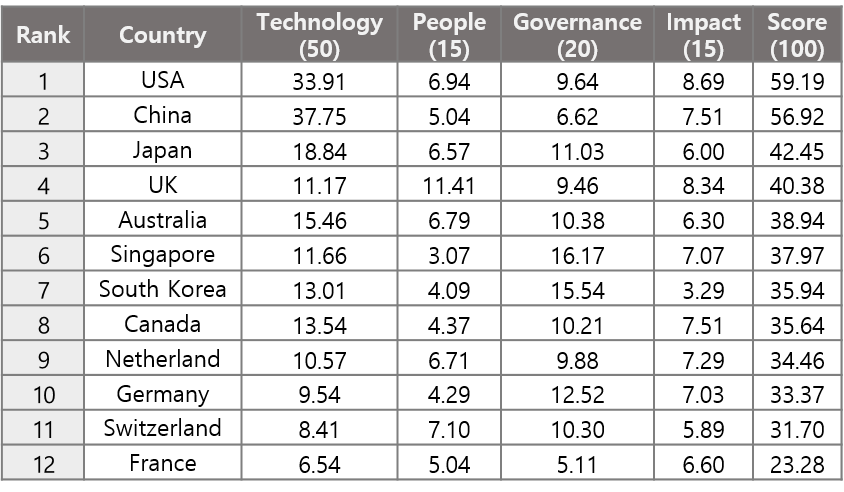 Rank Country Technology (50) People (15) Governance (20) Impact (15) Score (100)
1 USA 33.91 6.94 9.64 8.69 59.19
2 China 37.75 5.04 6.62 7.51 56.92
3 Japan 18.84 6.57 11.03 6.00 42.45
4 UK 11.17 11.41 9.46 8.34 40.38
5 Australia 15.46 6.79 10.38 6.30 38.94
6 Singapore 11.66 3.07 16.17 7.07 37.97
7 South Korea 13.01 4.09 15.54 3.29 35.94
8 Canada 13.54 4.37 10.21 7.51 35.64
9 Netherland 10.57 6.71 9.88 7.29 34.46
10 Germany 9.54 4.29 12.52 7.03 33.37
11 Switzerland 8.41 7.10 10.30 5.89 31.70
12 France 6.54 5.04 5.11 6.60 23.28